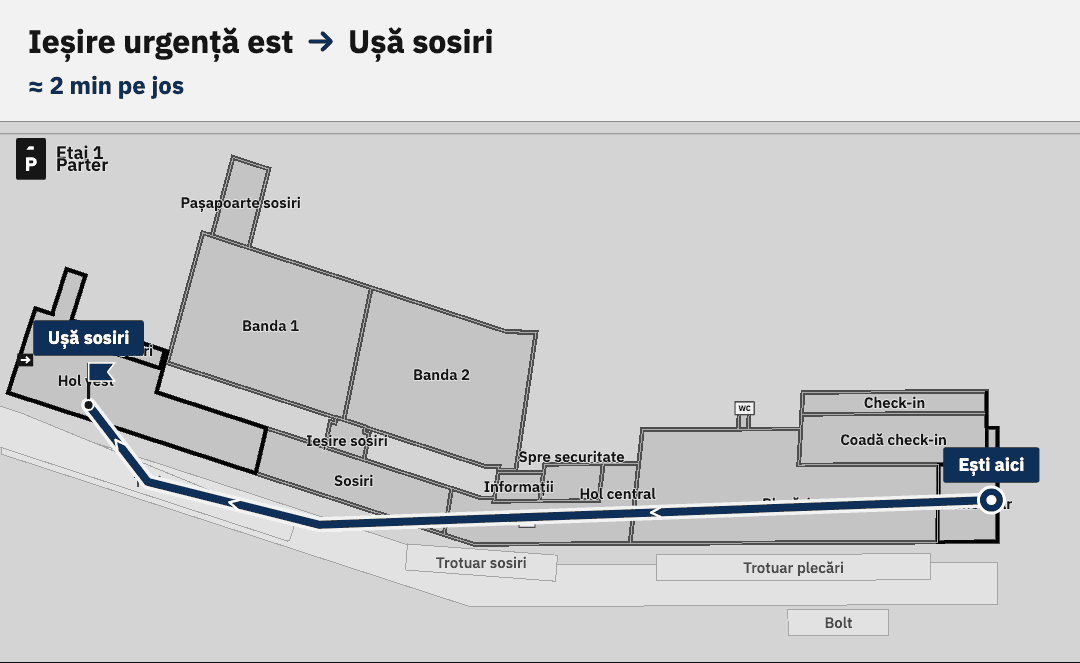 Ieșire urgență est → Ușă sosiri
≈ 2 min pe jos
P
Etaj 1
Parter
Pașapoarte sosiri
Banda 1
Banda 2
Ușă sosiri
Hol vest
Ieșire sosiri
Sosiri
Spre securitate
Informații
Hol central
WC
Check-in
Coadă check-in
Ești aici
Trotuar sosiri
Trotuar plecări
Bolt